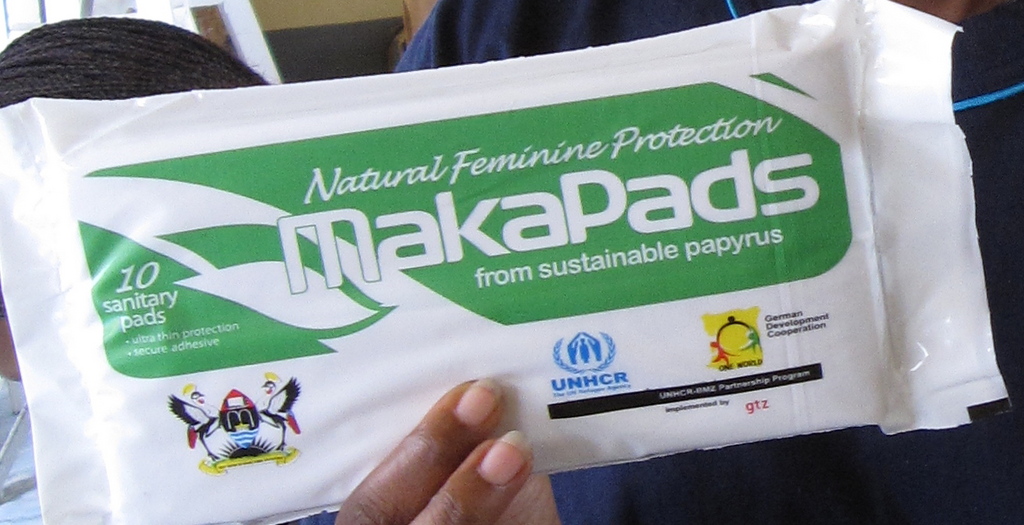 Natural Feminine Protection
MakaPads
from sustainable papyrus
10
sanitary
pads
• ultra thin protection
• secure adhesive
UNHCR
The UN Refugee Agency
German
Development
Cooperation
ONE WORLD
UNHCR-BMZ Partnership Program
implemented by gtz